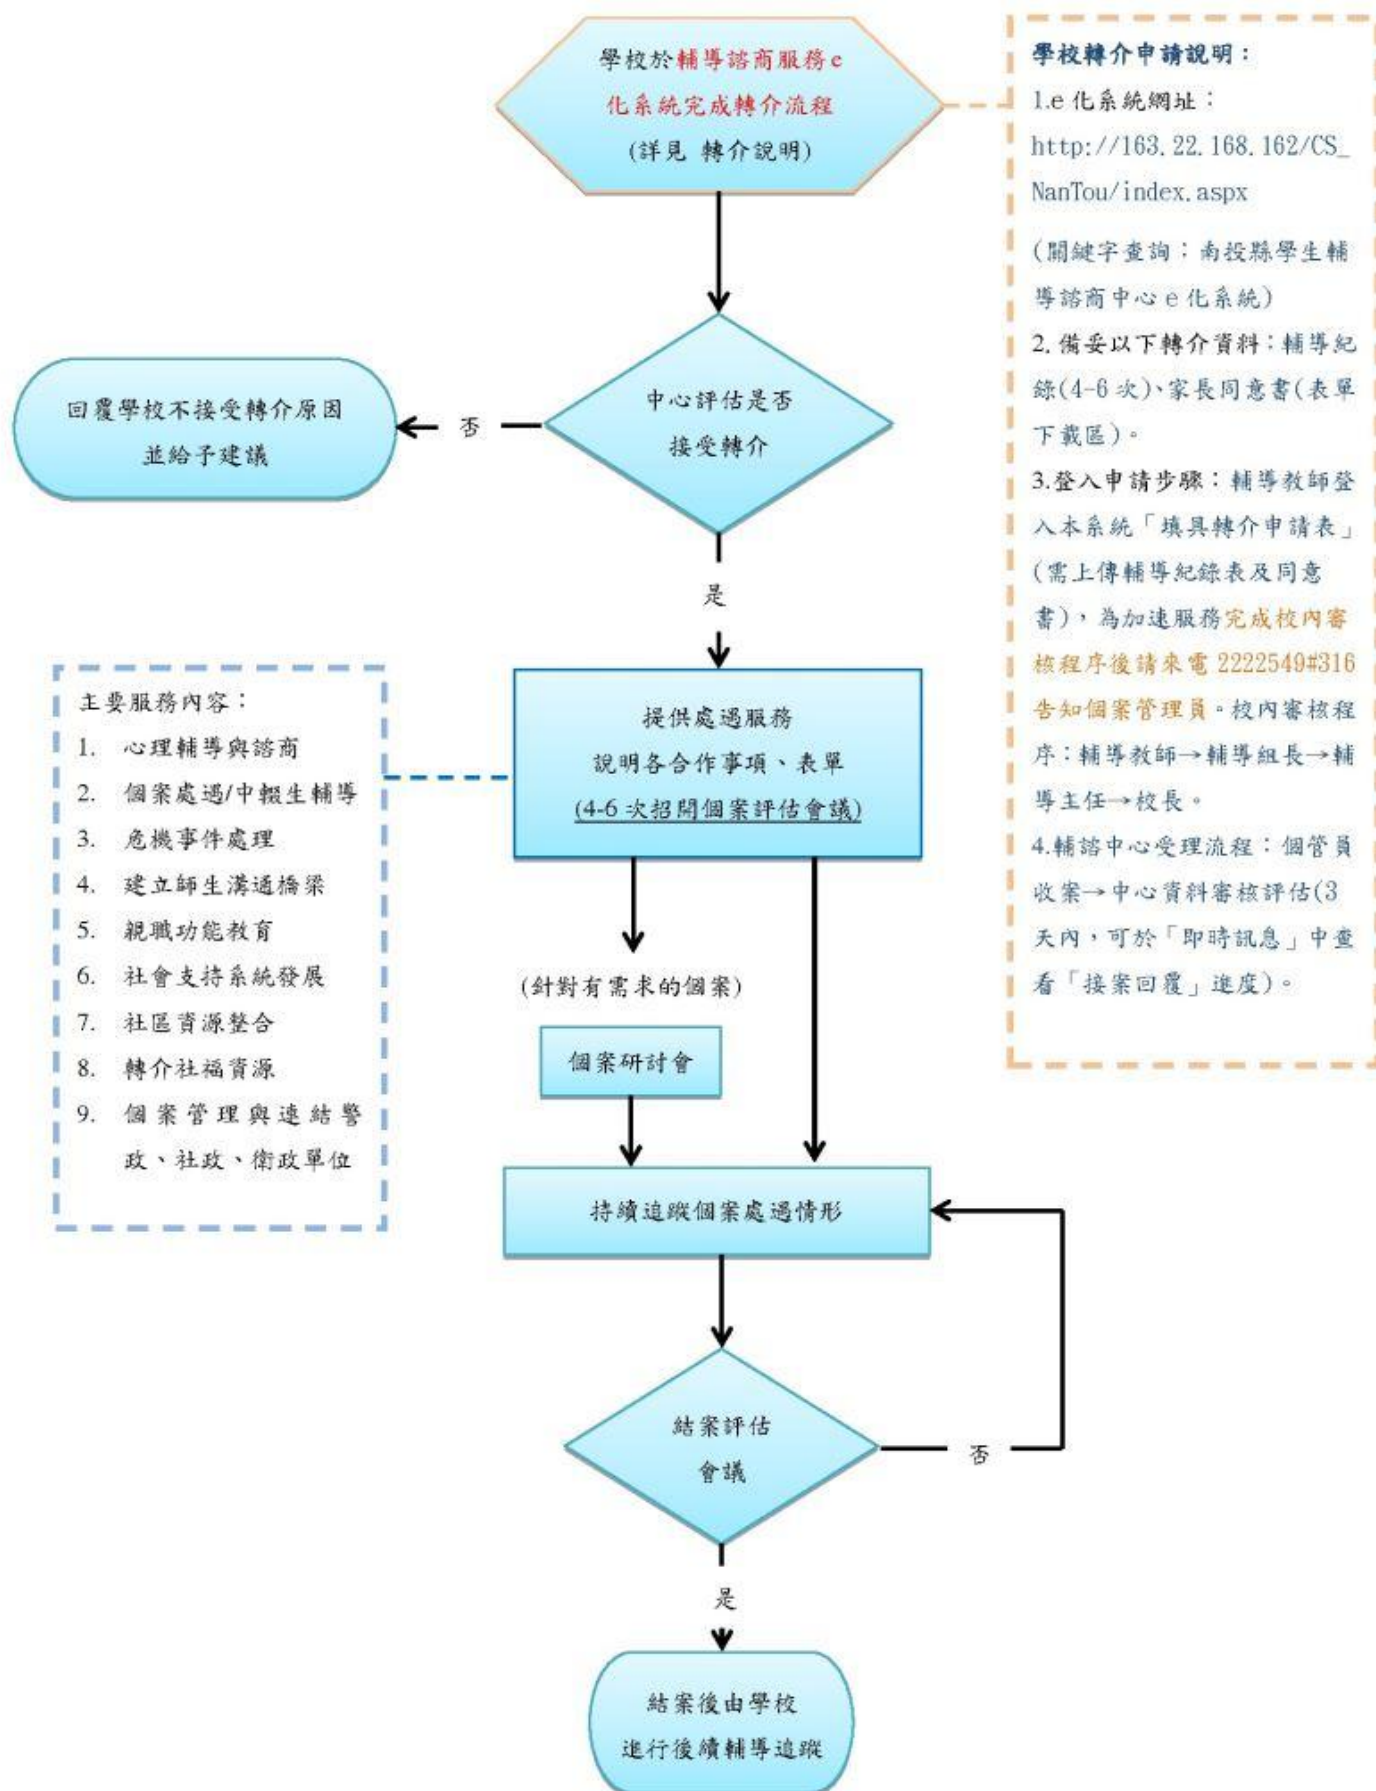 學校於輔導諮商服務e
化系統完成轉介流程
(詳見 轉介說明)
學校轉介申請說明：
1.e 化系統網址：
http://163.22.168.162/CS_
NanTou/index.aspx
(關鍵字查詢：南投縣學生輔
導諮商中心 e 化系統)
2.備妥以下轉介資料：輔導紀
錄(4-6 次)、家長同意書(表單
下載區)。
3.登入申請步驟：輔導教師登
入本系統「填具轉介申請表」
(需上傳輔導紀錄表及同意
書)，為加速服務完成校內審
核程序後請來電 2222549#316
告知個案管理員。校內審核程
序：輔導教師→輔導組長→輔
導主任→校長。
4.輔諮中心受理流程：個管員
收案→中心資料審核評估(3
天內，可於「即時訊息」中查
看「接案回覆」進度)。
中心評估是否
接受轉介
否
回覆學校不接受轉介原因
並給予建議
是
提供處遇服務
說明各合作事項、表單
(4-6 次招開個案評估會議)
主要服務內容：
1. 心理輔導與諮商
2. 個案處遇/中輟生輔導
3. 危機事件處理
4. 建立師生溝通橋梁
5. 親職功能教育
6. 社會支持系統發展
7. 社區資源整合
8. 轉介社福資源
9. 個案管理與連結警
政、社政、衛政單位
(針對有需求的個案)
個案研討會
持續追蹤個案處遇情形
結案評估
會議
否
是
結案後由學校
進行後續輔導追蹤